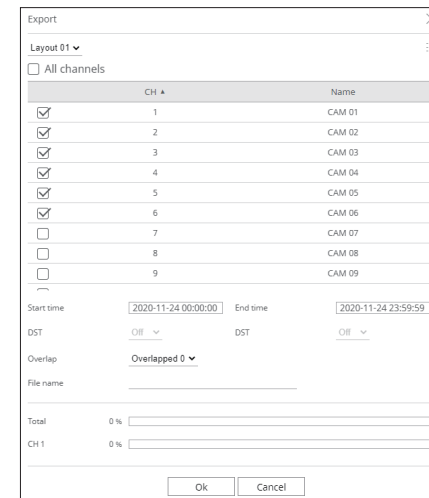 Export
Layout 01
All channels
CH ▲ Name
1 CAM 01
2 CAM 02
3 CAM 03
4 CAM 04
5 CAM 05
6 CAM 06
7 CAM 07
8 CAM 08
9 CAM 09
Start time 2020-11-24 00:00:00 End time 2020-11-24 23:59:59
DST Off DST Off
Overlap Overlapped 0
File name
Total 0 %
CH 1 0 %
Ok Cancel